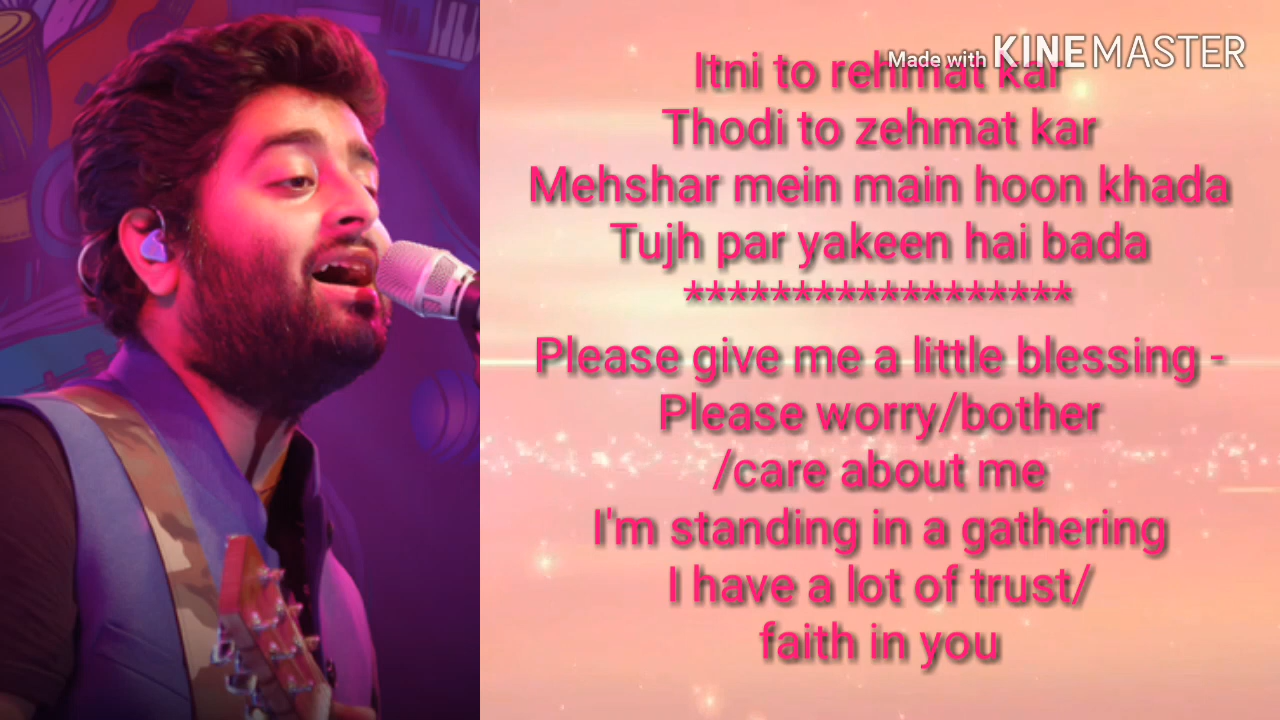 Made with KINEMASTER
Itni to rehmat kar
Thodi to zehmat kar
Mehshar mein main hoon khada
Tujh par yakeen hai bada
******************
Please give me a little blessing -
Please worry/bother
/care about me
I'm standing in a gathering
I have a lot of trust/
faith in you